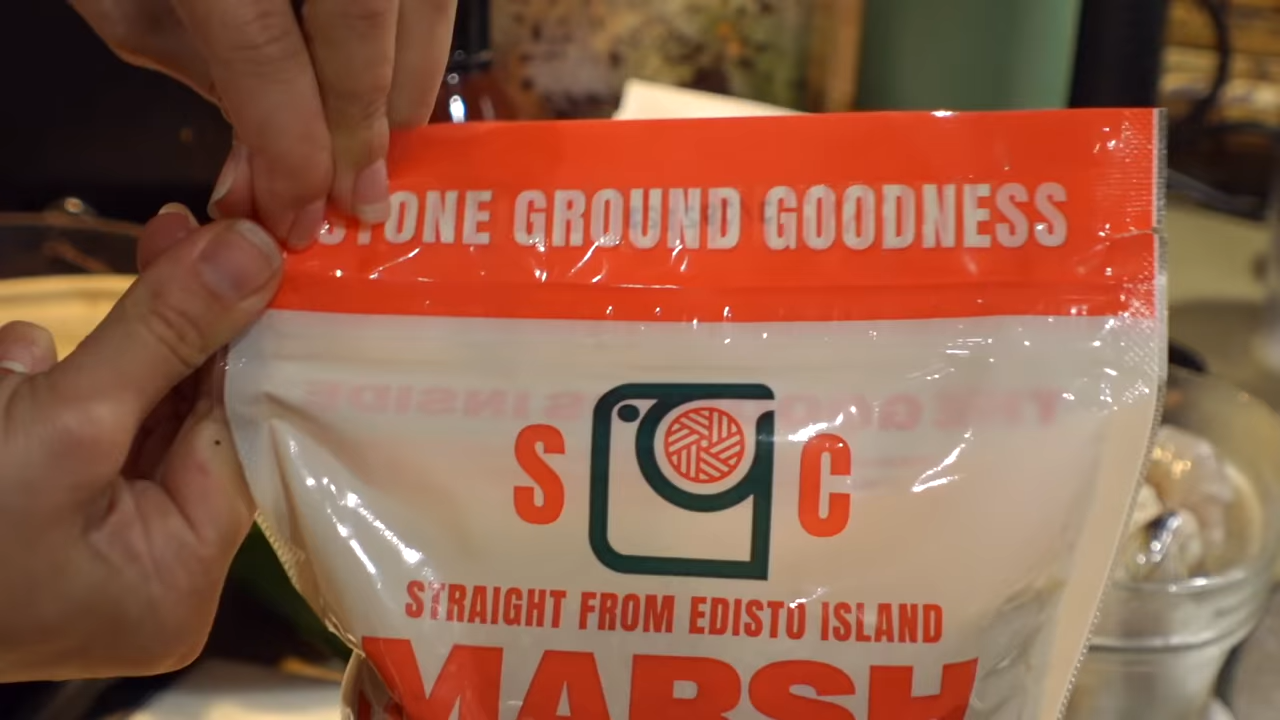 STONE GROUND GOODNESS
S C
STRAIGHT FROM EDISTO ISLAND
MARSH